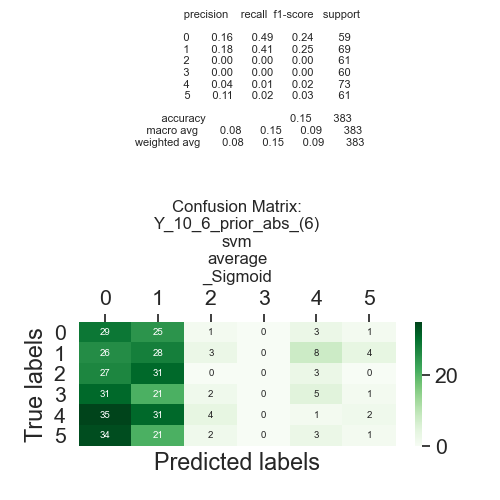 precision recall f1-score support
0 0.16 0.49 0.24 59
1 0.18 0.41 0.25 69
2 0.00 0.00 0.00 61
3 0.00 0.00 0.00 60
4 0.04 0.01 0.02 73
5 0.11 0.02 0.03 61
accuracy 0.15 383
macro avg 0.08 0.15 0.09 383
weighted avg 0.08 0.15 0.09 383
Confusion Matrix:
Y_10_6_prior_abs_(6)
svm
average
_Sigmoid
0 1 2 3 4 5
0 29 25 1 0 3 1
1 26 28 3 0 8 4
2 27 31 0 0 3 0
3 31 21 2 0 5 1
4 35 31 4 0 1 2
5 34 21 2 0 3 1
True labels
Predicted labels
20
0